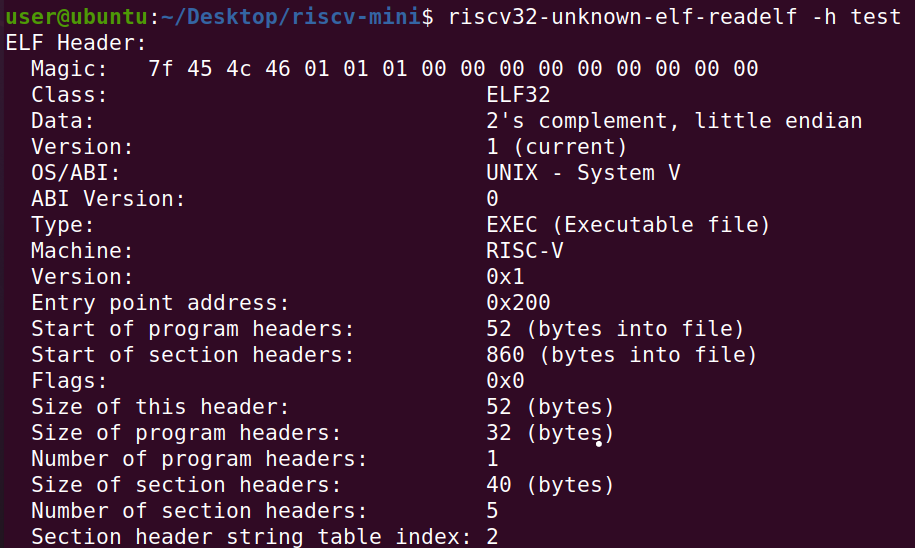 user@ubuntu:~/Desktop/riscv-mini$ riscv32-unknown-elf-readelf -h test
ELF Header:
  Magic:   7f 45 4c 46 01 01 01 00 00 00 00 00 00 00 00 00
  Class:                             ELF32
  Data:                              2's complement, little endian
  Version:                           1 (current)
  OS/ABI:                            UNIX - System V
  ABI Version:                       0
  Type:                              EXEC (Executable file)
  Machine:                           RISC-V
  Version:                           0x1
  Entry point address:               0x200
  Start of program headers:          52 (bytes into file)
  Start of section headers:          860 (bytes into file)
  Flags:                             0x0
  Size of this header:               52 (bytes)
  Size of program headers:           32 (bytes)
  Number of program headers:         1
  Size of section headers:           40 (bytes)
  Number of section headers:         5
  Section header string table index: 2